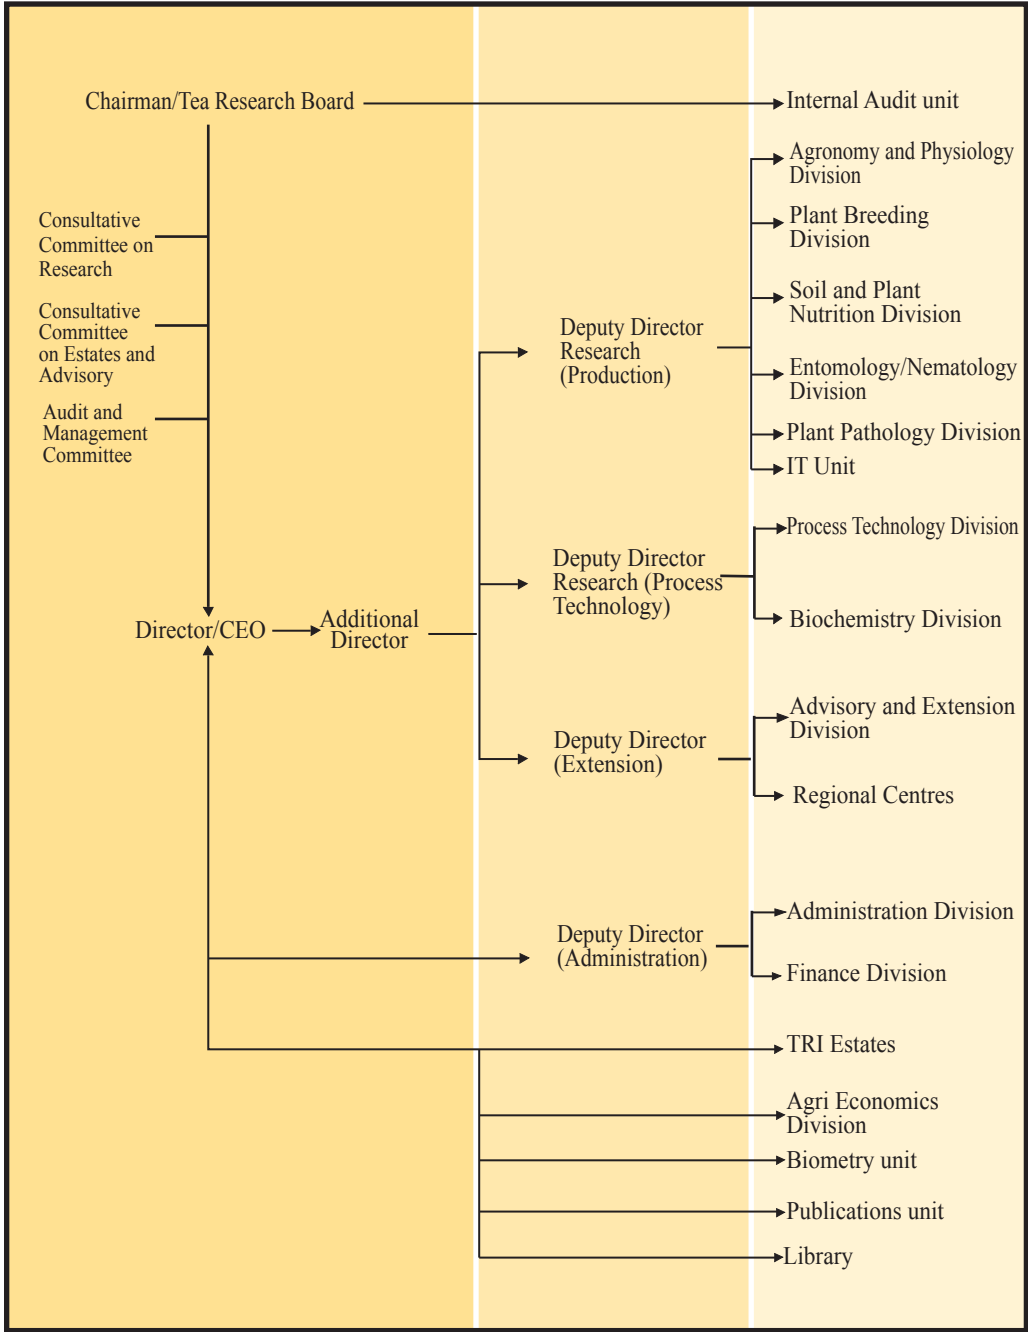 Chairman/Tea Research Board
Internal Audit unit
Consultative
Committee on
Research
Consultative
Committee
on Estates and
Advisory
Audit and
Management
Committee
Director/CEO
Additional
Director
Deputy Director
Research
(Production)
Agronomy and Physiology
Division
Plant Breeding
Division
Soil and Plant
Nutrition Division
Entomology/Nematology
Division
Plant Pathology Division
IT Unit
Deputy Director
Research (Process
Technology)
Process Technology Division
Biochemistry Division
Deputy Director
(Extension)
Advisory and Extension
Division
Regional Centres
Deputy Director
(Administration)
Administration Division
Finance Division
TRI Estates
Agri Economics
Division
Biometry unit
Publications unit
Library